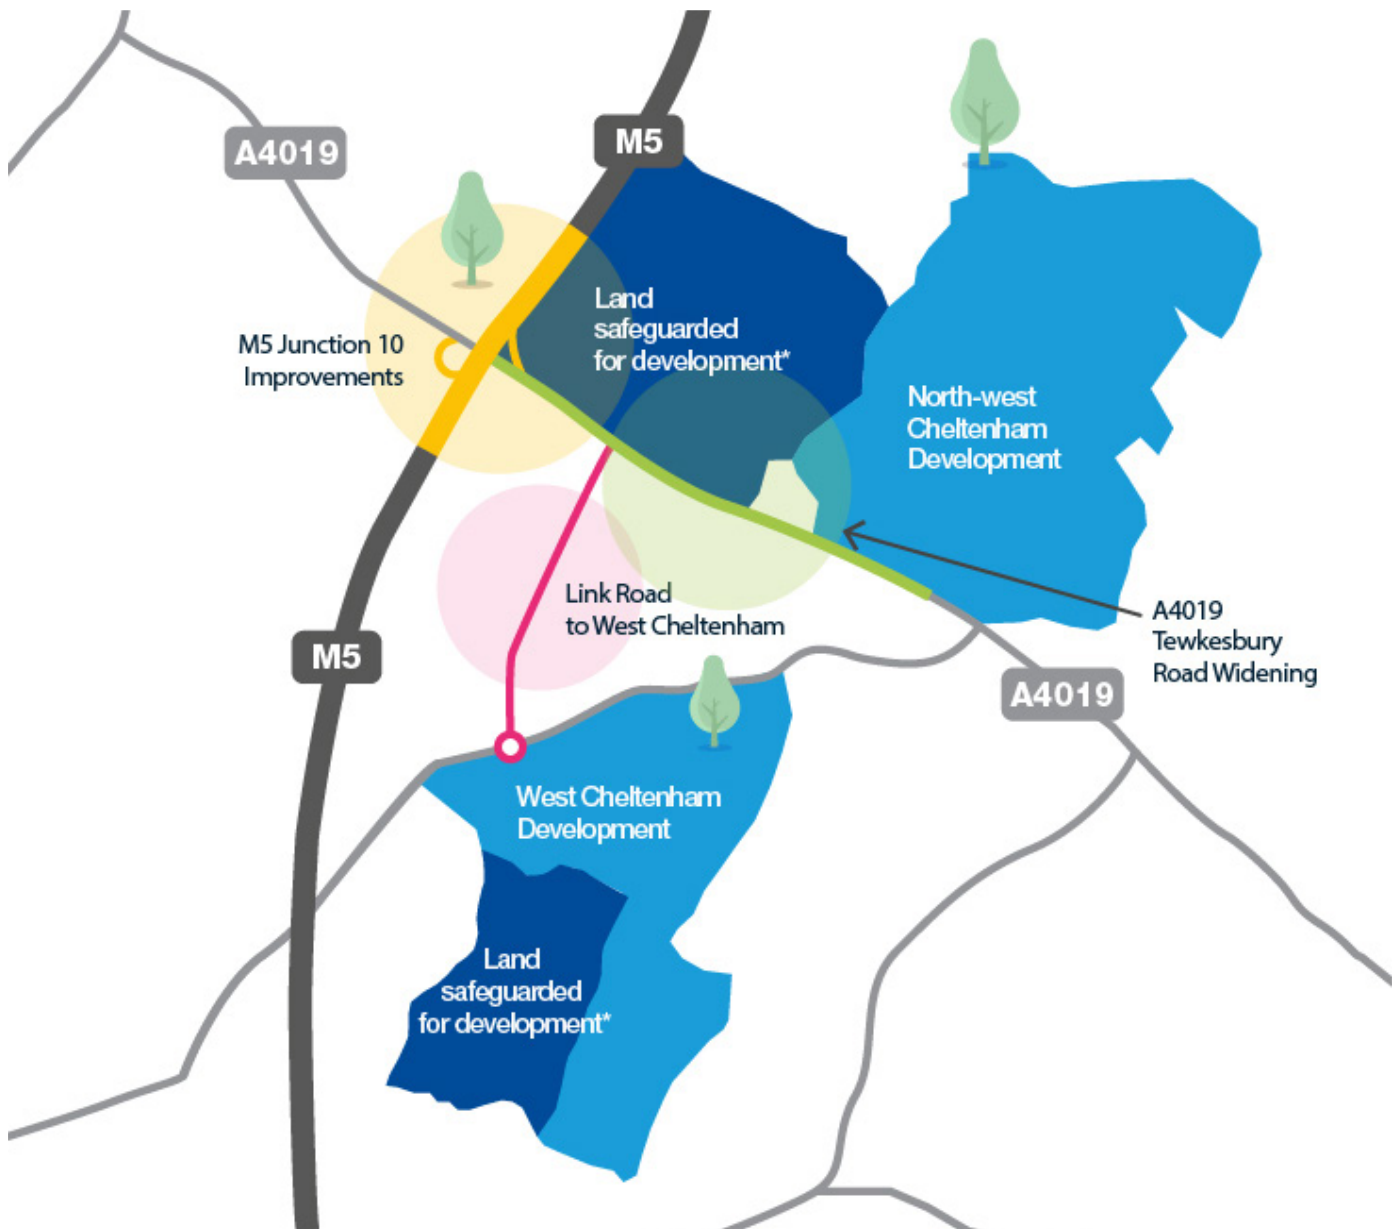 M5
A4019
Land
safeguarded
for development*
M5 Junction 10
Improvements
North-west
Cheltenham
Development
Link Road
to West Cheltenham
A4019
Tewkesbury
Road Widening
M5
A4019
West Cheltenham
Development
Land
safeguarded
for development*